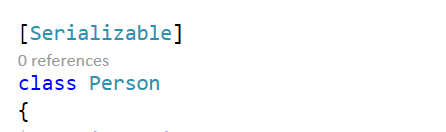 [Serializable]
0 references
class Person
{